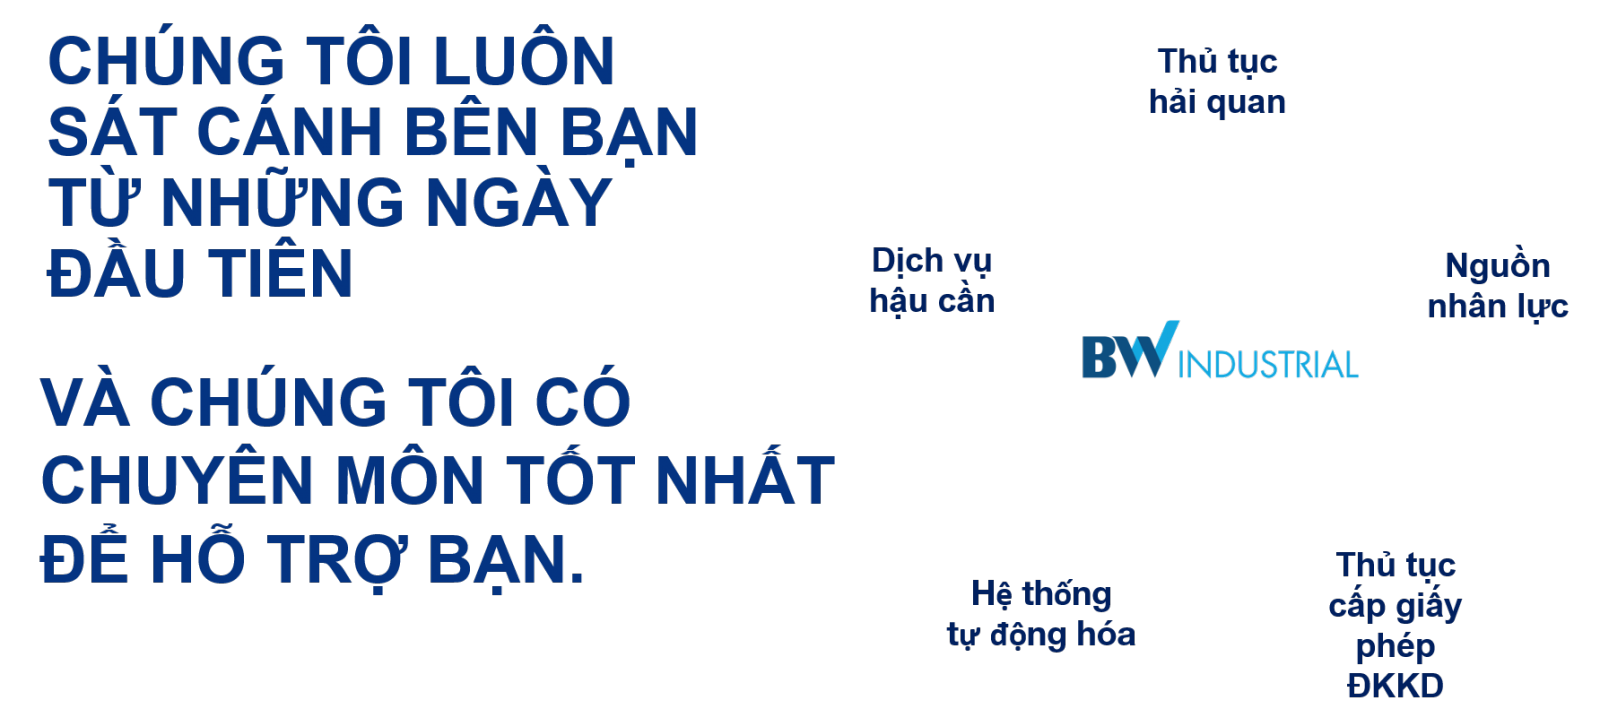 CHÚNG TÔI LUÔN
SÁT CÁNH BÊN BẠN
TỪ NHỮNG NGÀY
ĐẦU TIÊN
VÀ CHÚNG TÔI CÓ
CHUYÊN MÔN TỐT NHẤT
ĐỂ HỖ TRỢ BẠN.
Thủ tục
hải quan
Dịch vụ
hậu cần
Nguồn
nhân lực
BW INDUSTRIAL
Hệ thống
tự động hóa
Thủ tục
cấp giấy
phép
ĐKKD